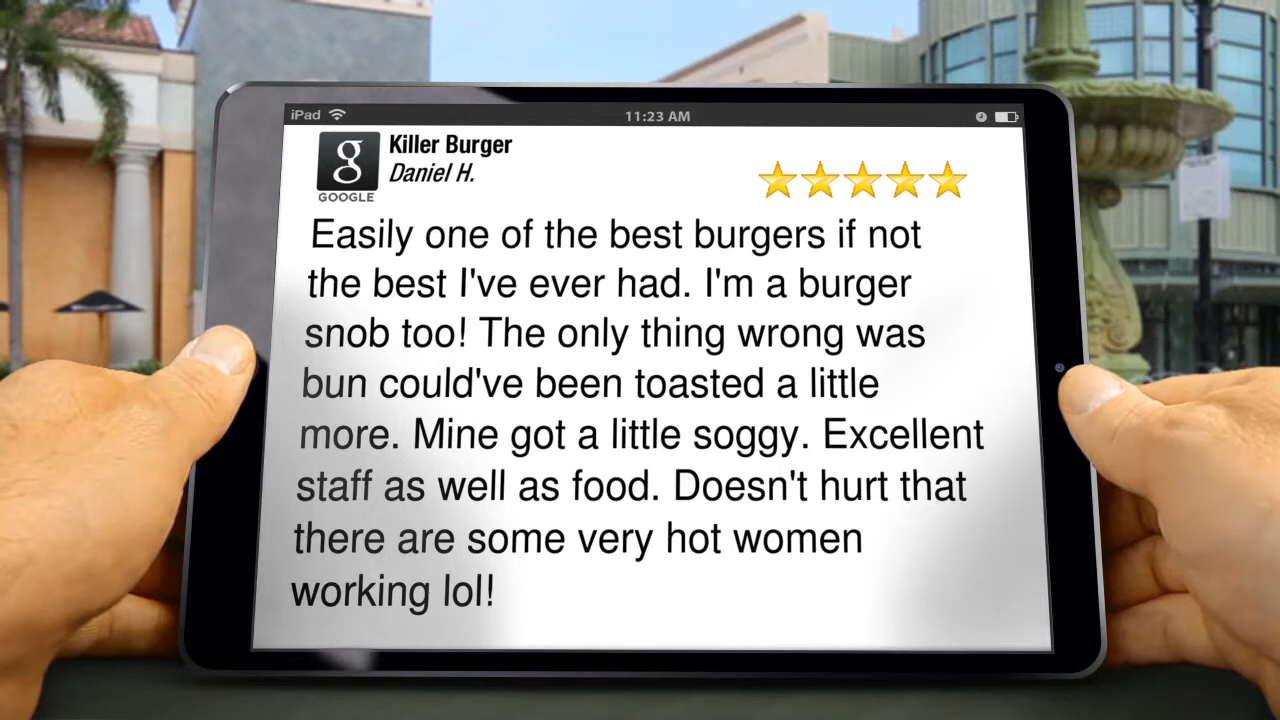 iPad
11:23 AM
g
GOOGLE
Killer Burger
Daniel H.
Easily one of the best burgers if not
the best I've ever had. I'm a burger
snob too! The only thing wrong was
bun could've been toasted a little
more. Mine got a little soggy. Excellent
staff as well as food. Doesn't hurt that
there are some very hot women
working lol!